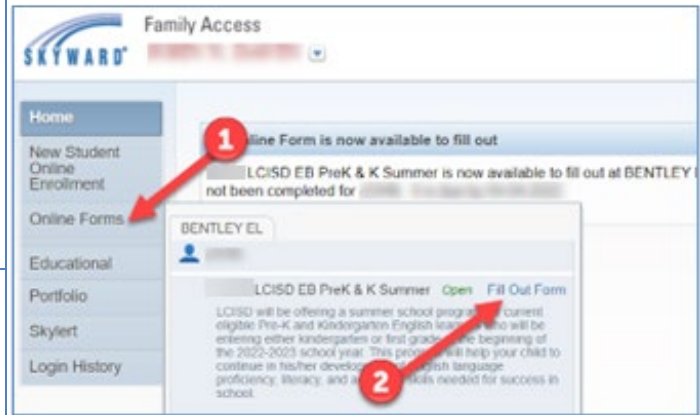 Family Access
SKYWARD
Home
New Student
Online
Enrollment
Online Forms
Educational
Portfolio
Skylert
Login History
1
line Form is now available to fill out
LCISD EB PreK & K Summer is now available to fill out at BENTLEY
not been completed for
BENTLEY EL
LCISD EB PreK & K Summer Open Fill Out Form
LCISD will be offering a summer school program current
eligible Pre-K and Kindergarten English who will be
entering either kindergarten or first grade the beginning of
the 2022-2023 school year. This program will help your child to
continue in his/her English language
proficiency, literacy, and skills needed for success in
school.
2